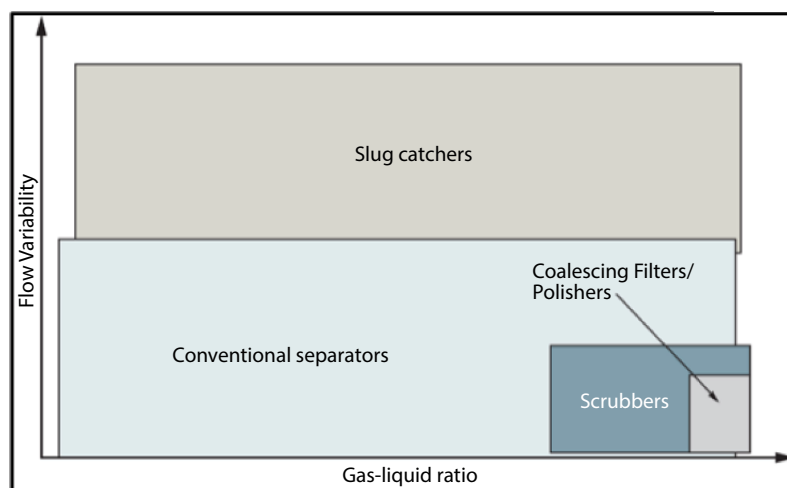 Slug catchers
Flow Variability
Coalescing Filters/
Polishers
Conventional separators
Scrubbers
Gas-liquid ratio